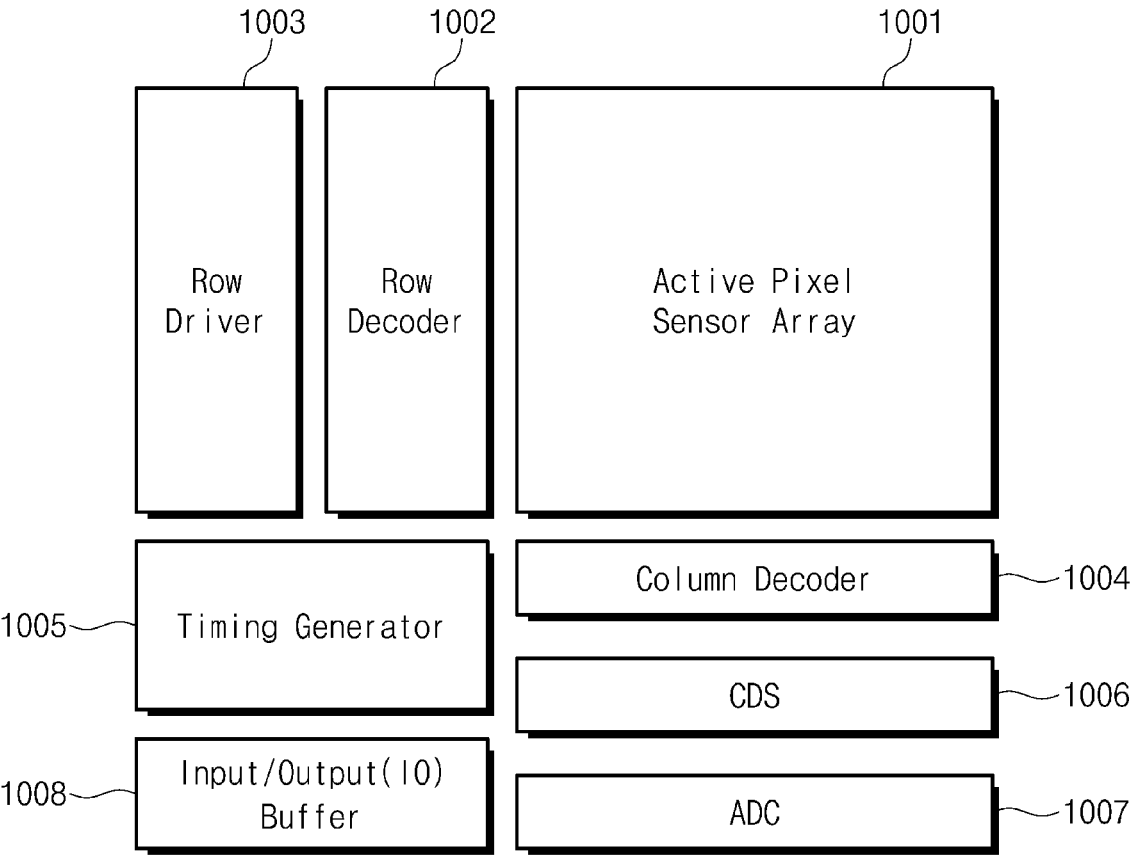 1003
1002
1001
Row
Driver
Row
Decoder
Active Pixel
Sensor Array
Column Decoder
1004
1005
Timing Generator
CDS
1006
1008
Input/Output(IO)
Buffer
ADC
1007